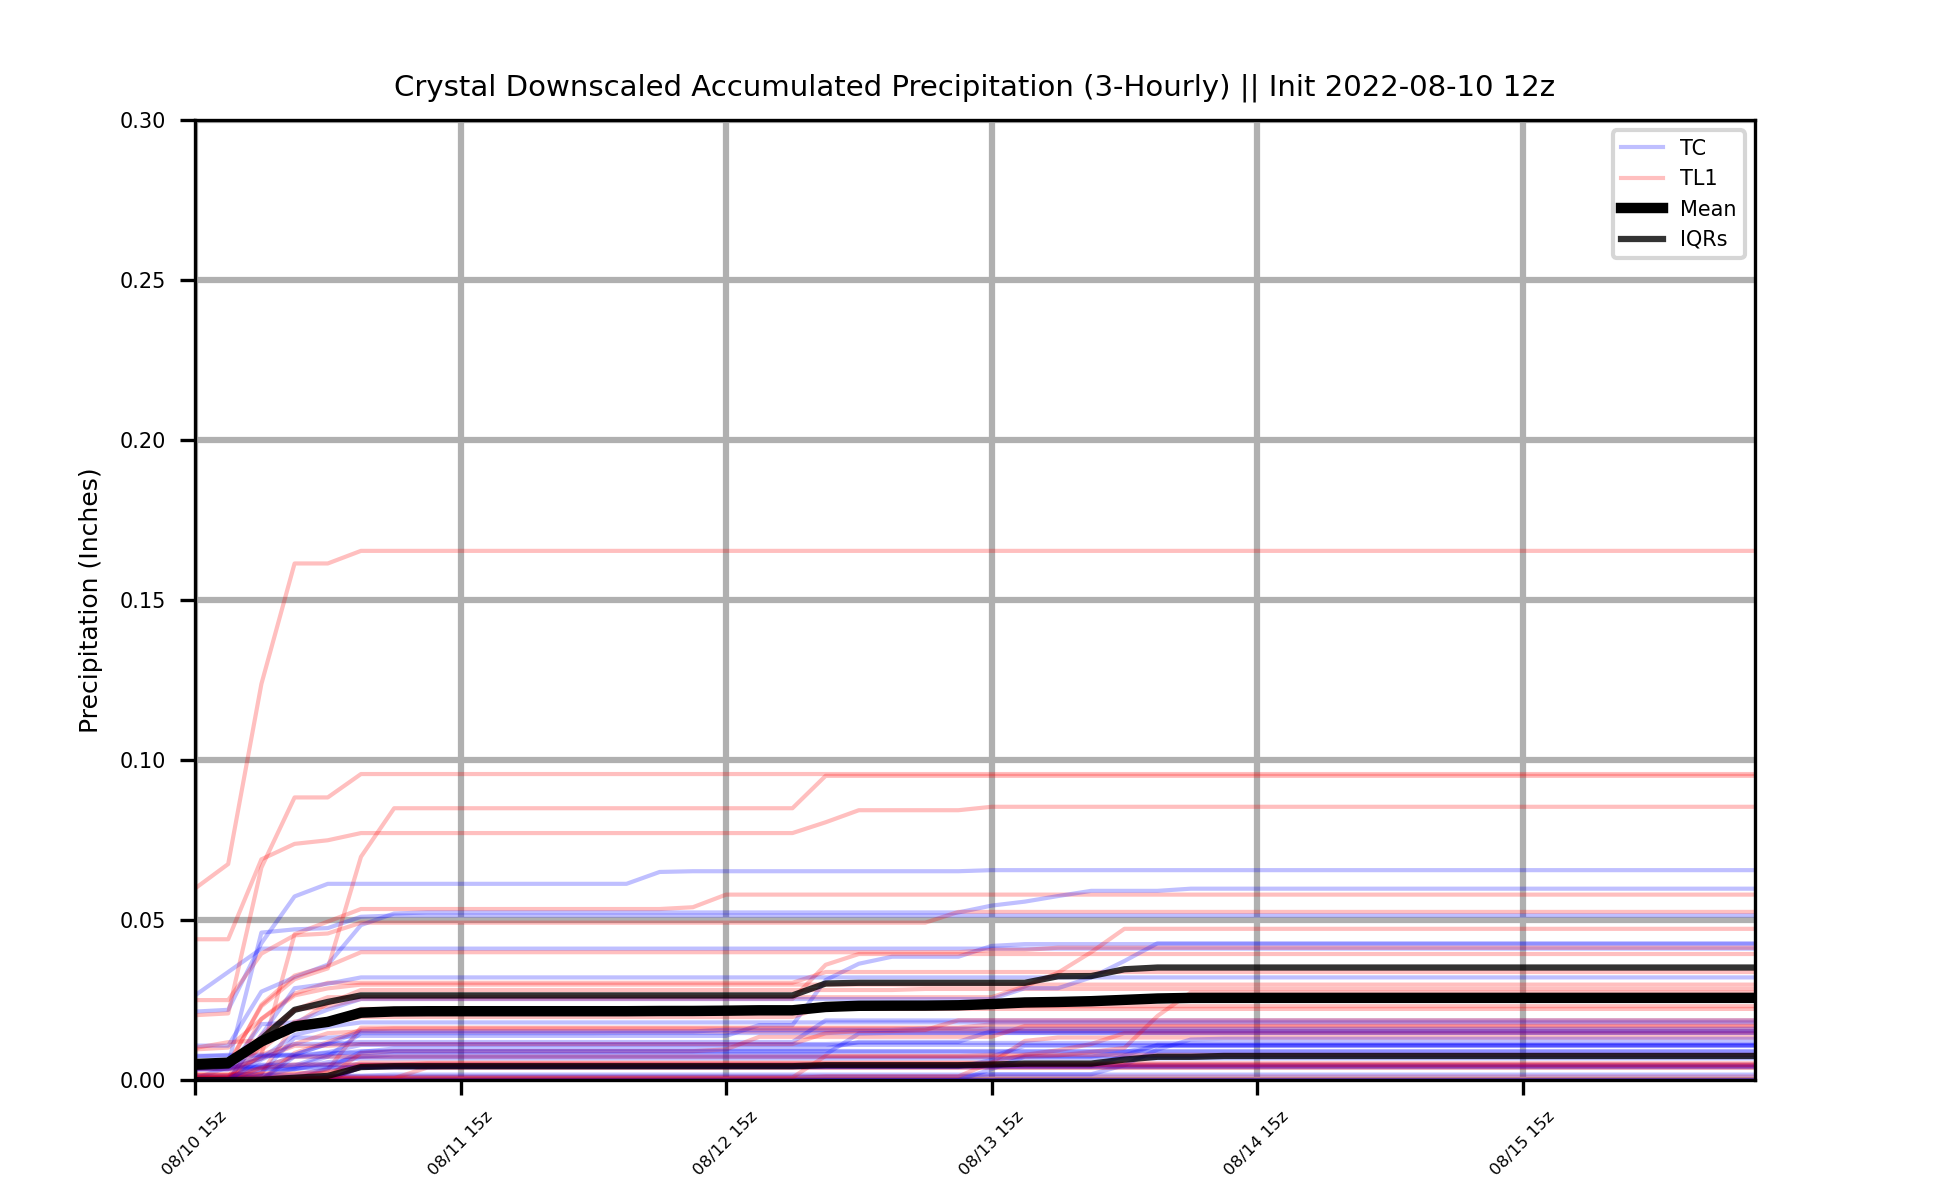 Crystal Downscaled Accumulated Precipitation (3-Hourly) || Init 2022-08-10 12z
Precipitation (Inches)
0.30
0.25
0.20
0.15
0.10
0.05
0.00
TC
TL1
Mean
IQRs
08/10 15z
08/11 15z
08/12 15z
08/13 15z
08/14 15z
08/15 15z